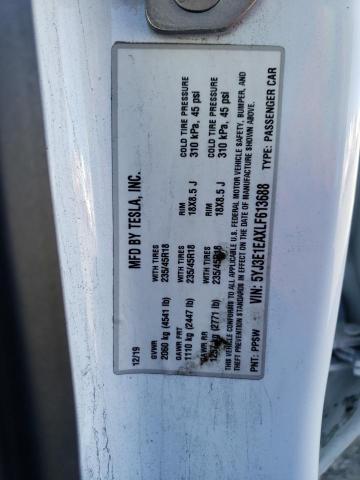 MFD BY TESLA, INC.
12/19
GVWR
2060 kg (4541 lb)
GAWR FRT WITH TIRES RIM COLD TIRE PRESSURE
1110 kg (2447 lb) 235/45R18 18X8.5 J 310 kPa, 45 psi
GAWR RR WITH TIRES RIM COLD TIRE PRESSURE
kg (2771 lb) 235/45R18 18X8.5 J 310 kPa, 45 psi
THIS VEHICLE CONFORMS TO ALL APPLICABLE U.S. FEDERAL MOTOR VEHICLE SAFETY, BUMPER, AND
THEFT PREVENTION STANDARDS IN EFFECT ON THE DATE OF MANUFACTURE SHOWN ABOVE.
VIN: 5YJ3E1EAXLF613688
PNT: PPSW TYPE: PASSENGER CAR